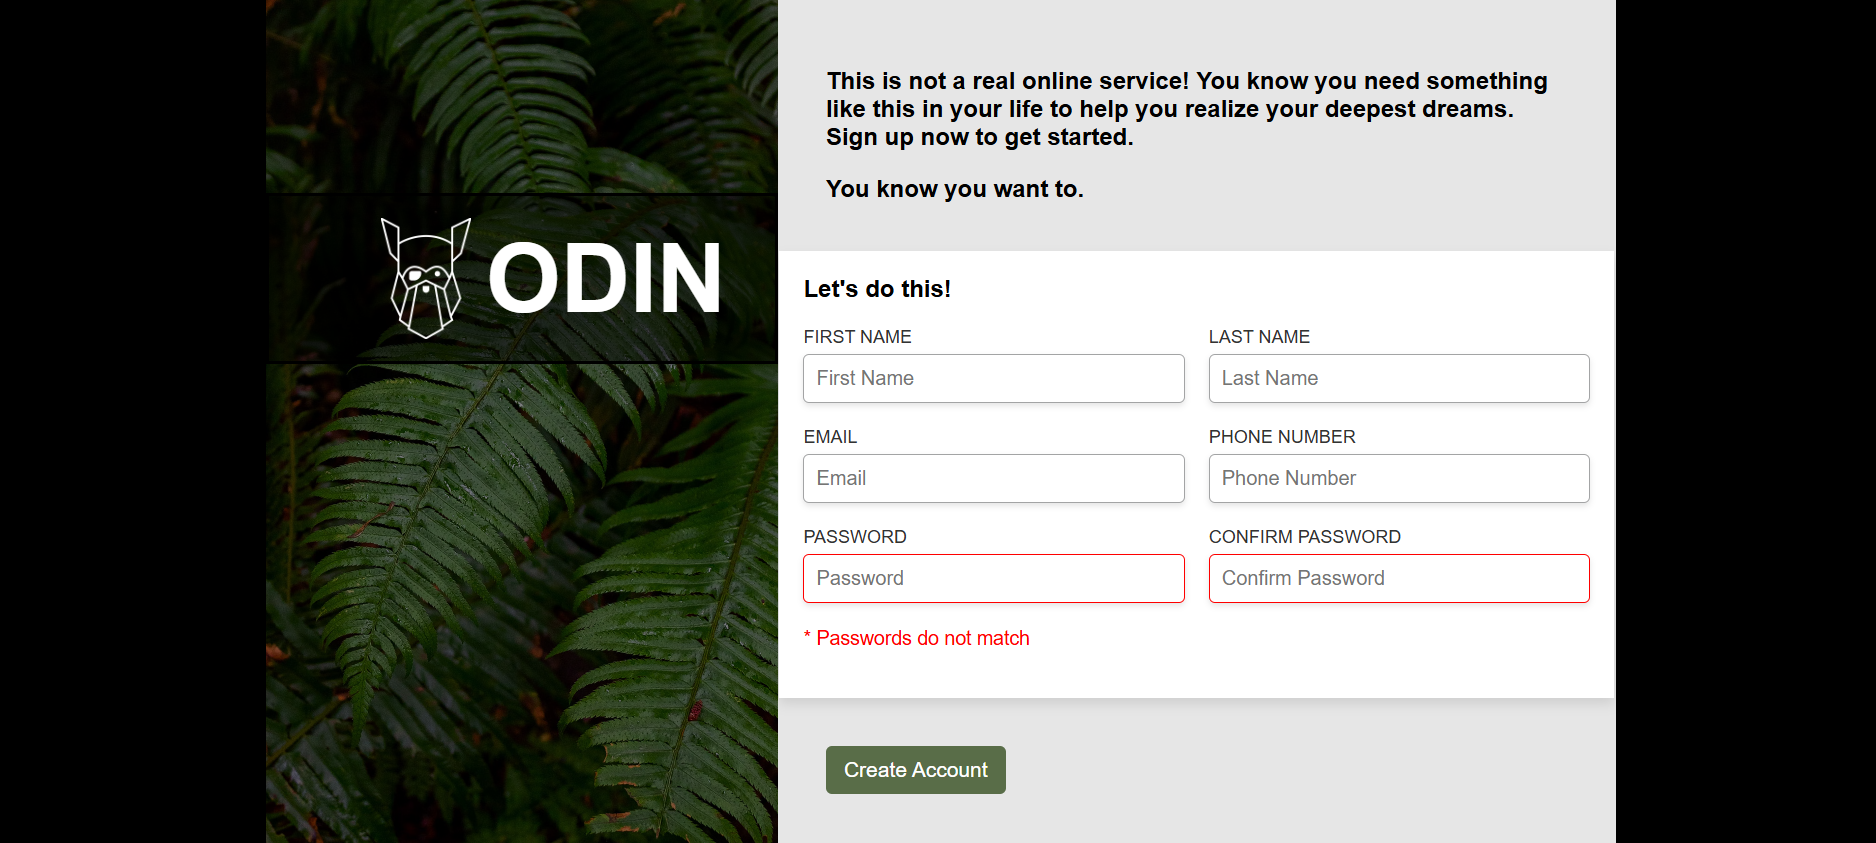 ODIN
This is not a real online service! You know you need something
like this in your life to help you realize your deepest dreams.
Sign up now to get started.
You know you want to.
Let's do this!
FIRST NAME
LAST NAME
First Name
Last Name
EMAIL
PHONE NUMBER
Email
Phone Number
PASSWORD
CONFIRM PASSWORD
Password
Confirm Password
* Passwords do not match
Create Account